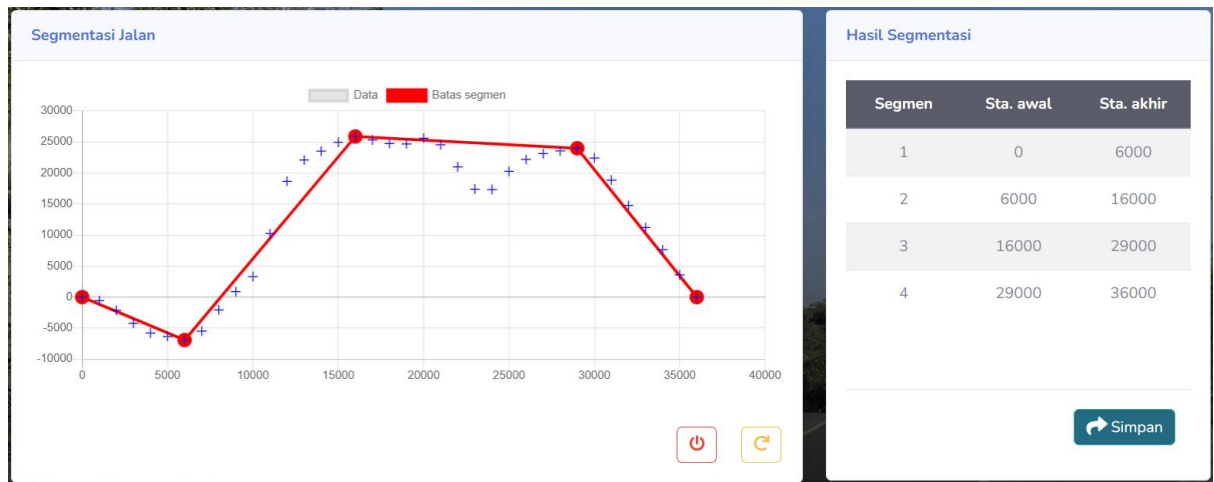 Segmentasi Jalan
Data Batas segmen
30000
25000
20000
15000
10000
5000
0
-5000
-10000
0 5000 10000 15000 20000 25000 30000 35000 40000
Hasil Segmentasi
Segmen Sta. awal Sta. akhir
1 0 6000
2 6000 16000
3 16000 29000
4 29000 36000
Simpan